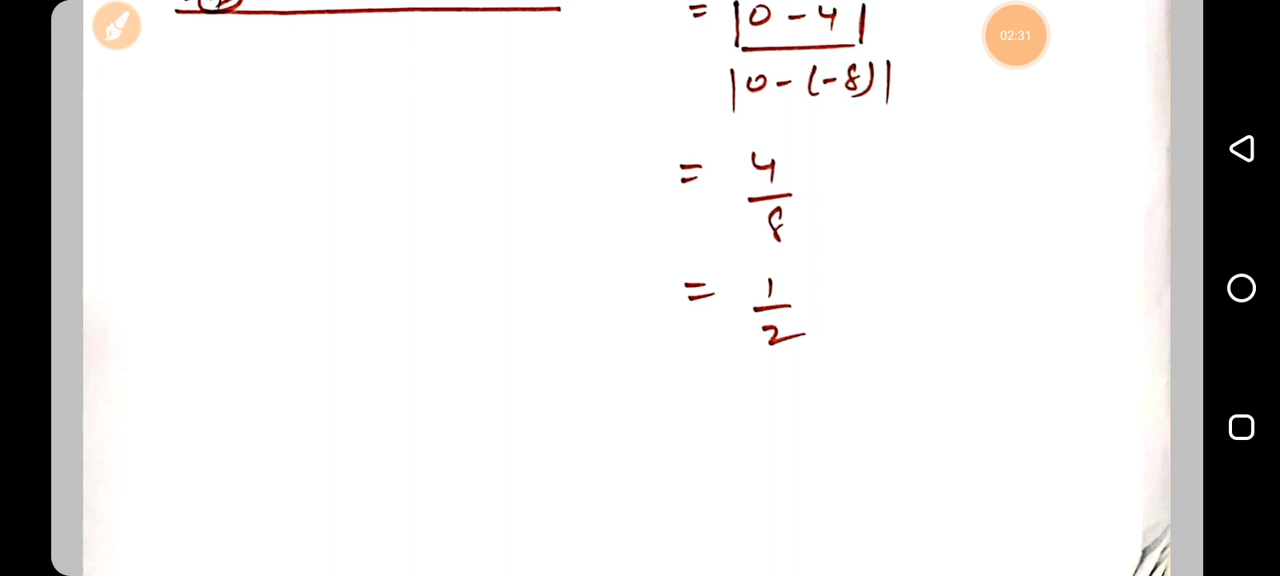 = |0 - 4|
|0 - (-8)|
02:31
= 4
8
= 1
2